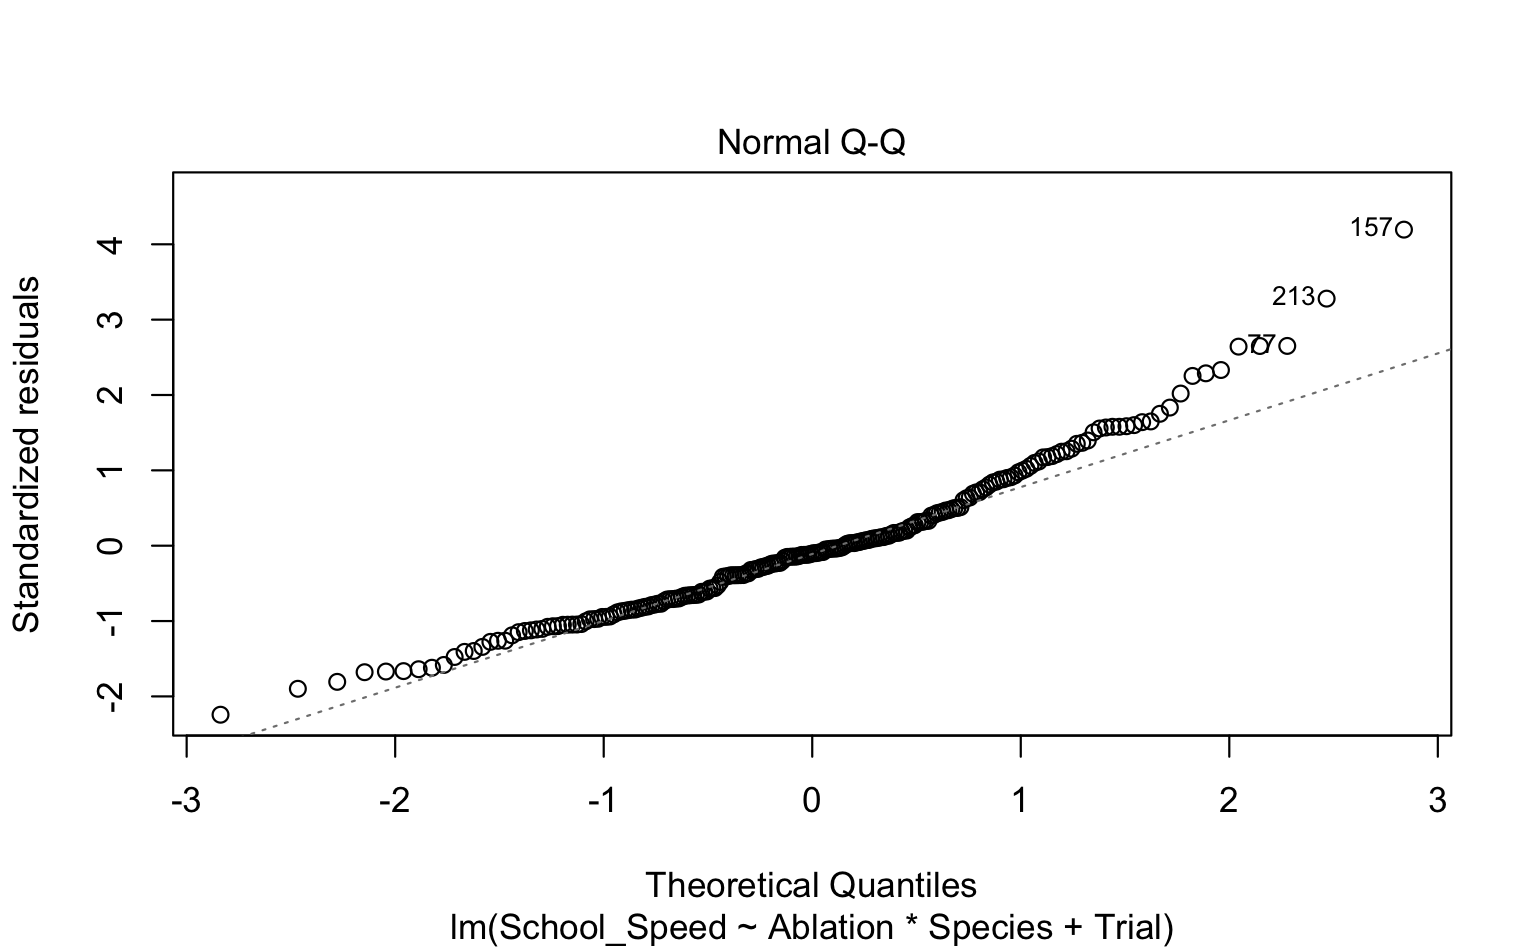 Normal Q-Q
157
213
77
4
3
2
1
0
-1
-2
Standardized residuals
-3 -2 -1 0 1 2 3
Theoretical Quantiles
lm(School_Speed ~ Ablation * Species + Trial)